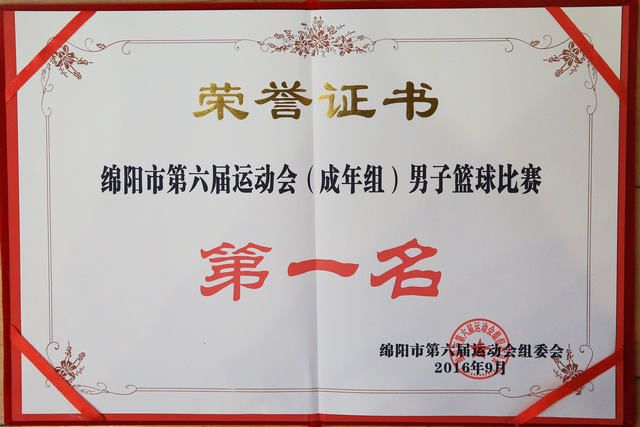 荣誉证书
绵阳市第六届运动会（成年组）男子篮球比赛
第一名
绵阳市第六届运动会组委会
2016年9月